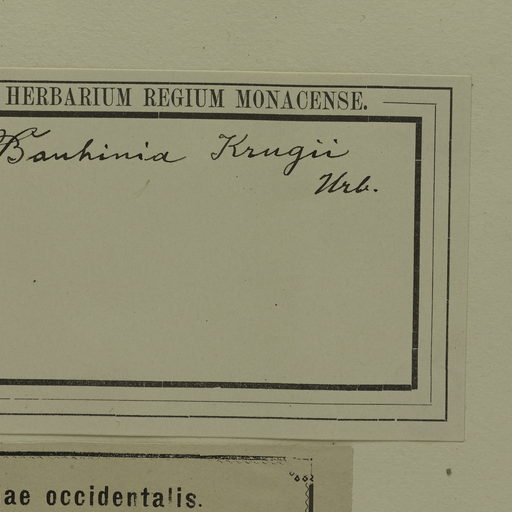 HERBARIUM REGIUM MONACENSE.
Bauhinia Krugii
Urb.
ae occidentalis.